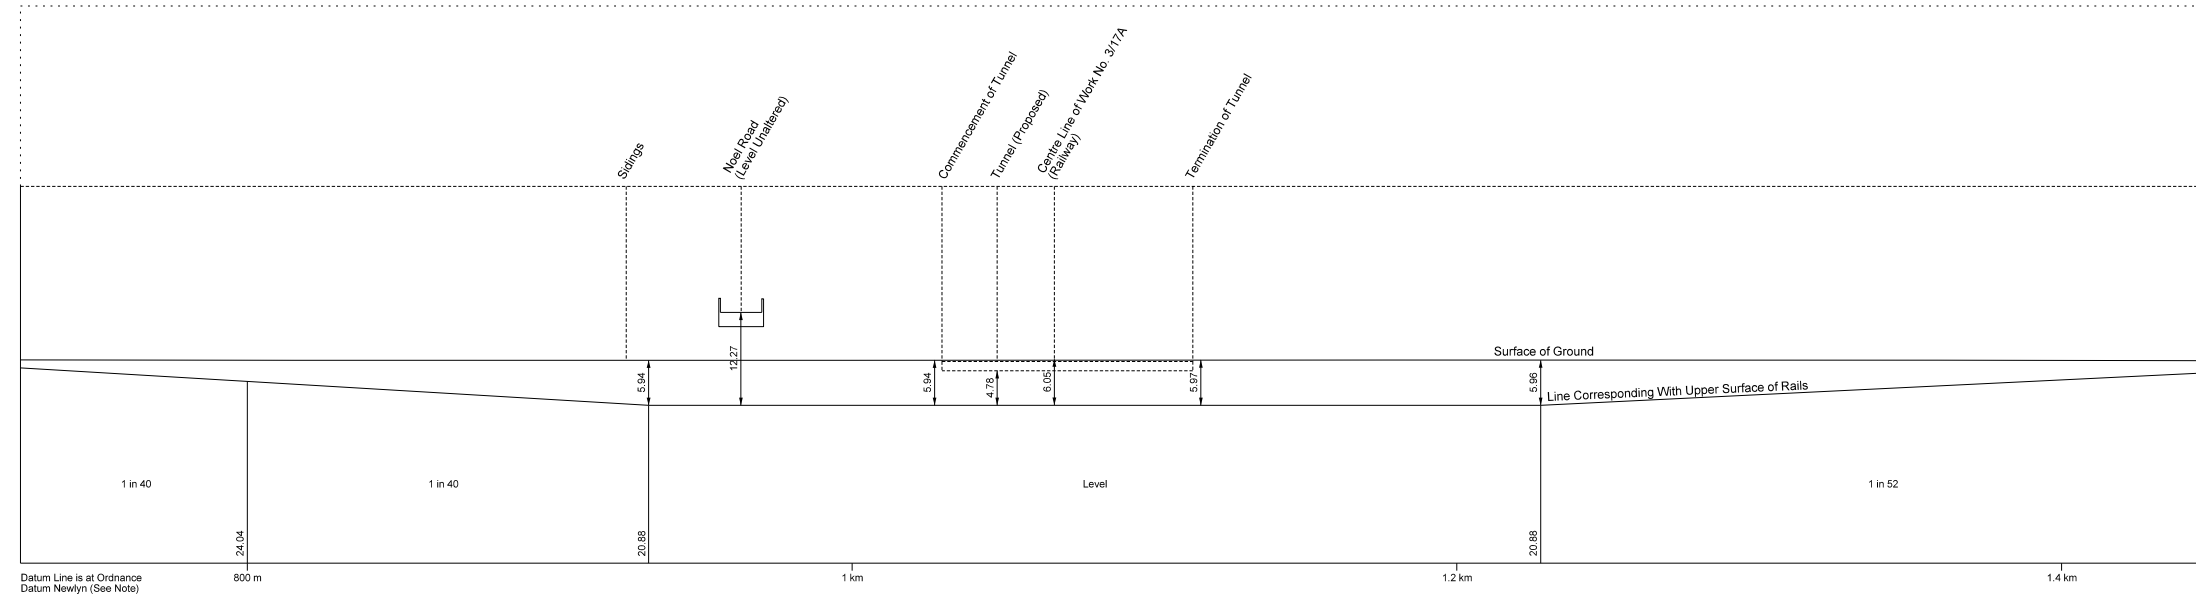 Sidings
Noel Road
(Level Unaltered)
Commencement of Tunnel
Tunnel (Proposed)
Centre Line of Work No. 3/17A
(Railway)
Termination of Tunnel
Surface of Ground
12.27
5.94
5.94
4.78
6.05
5.97
5.96
Line Corresponding With Upper Surface of Rails
1 in 40
1 in 40
Level
1 in 52
24.04
20.88
20.88
Datum Line is at Ordnance
Datum Newlyn (See Note)
800 m
1 km
1.2 km
1.4 km